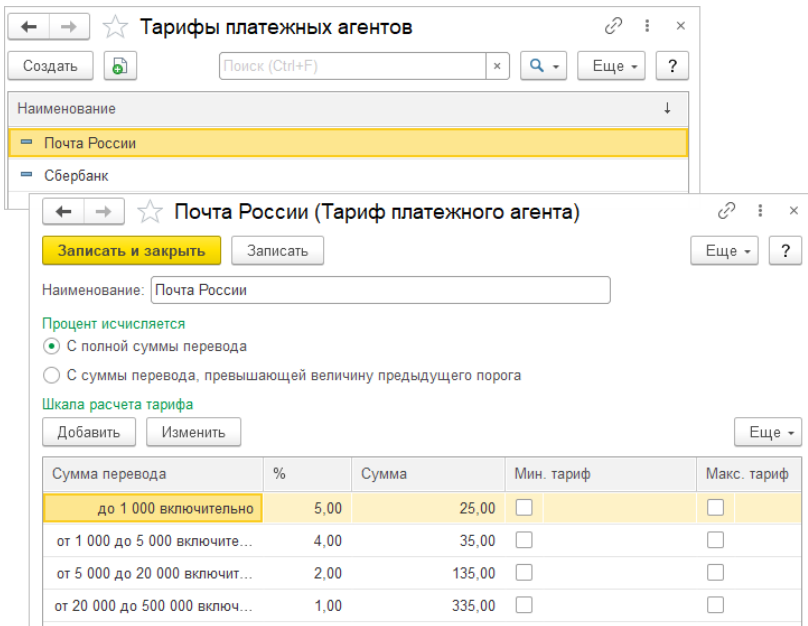 Тарифы платежных агентов
Создать Поиск (Ctrl+F) × Еще ?
Наименование ↓
Почта России
Сбербанк
Почта России (Тариф платежного агента)
Записать и закрыть Записать Еще ?
Наименование: Почта России
Процент исчисляется
С полной суммы перевода
С суммы перевода, превышающей величину предыдущего порога
Шкала расчета тарифа
Добавить Изменить Еще
Сумма перевода % Сумма Мин. тариф Макс. тариф
до 1 000 включительно 5,00 25,00
от 1 000 до 5 000 включите... 4,00 35,00
от 5 000 до 20 000 включит... 2,00 135,00
от 20 000 до 500 000 включ... 1,00 335,00